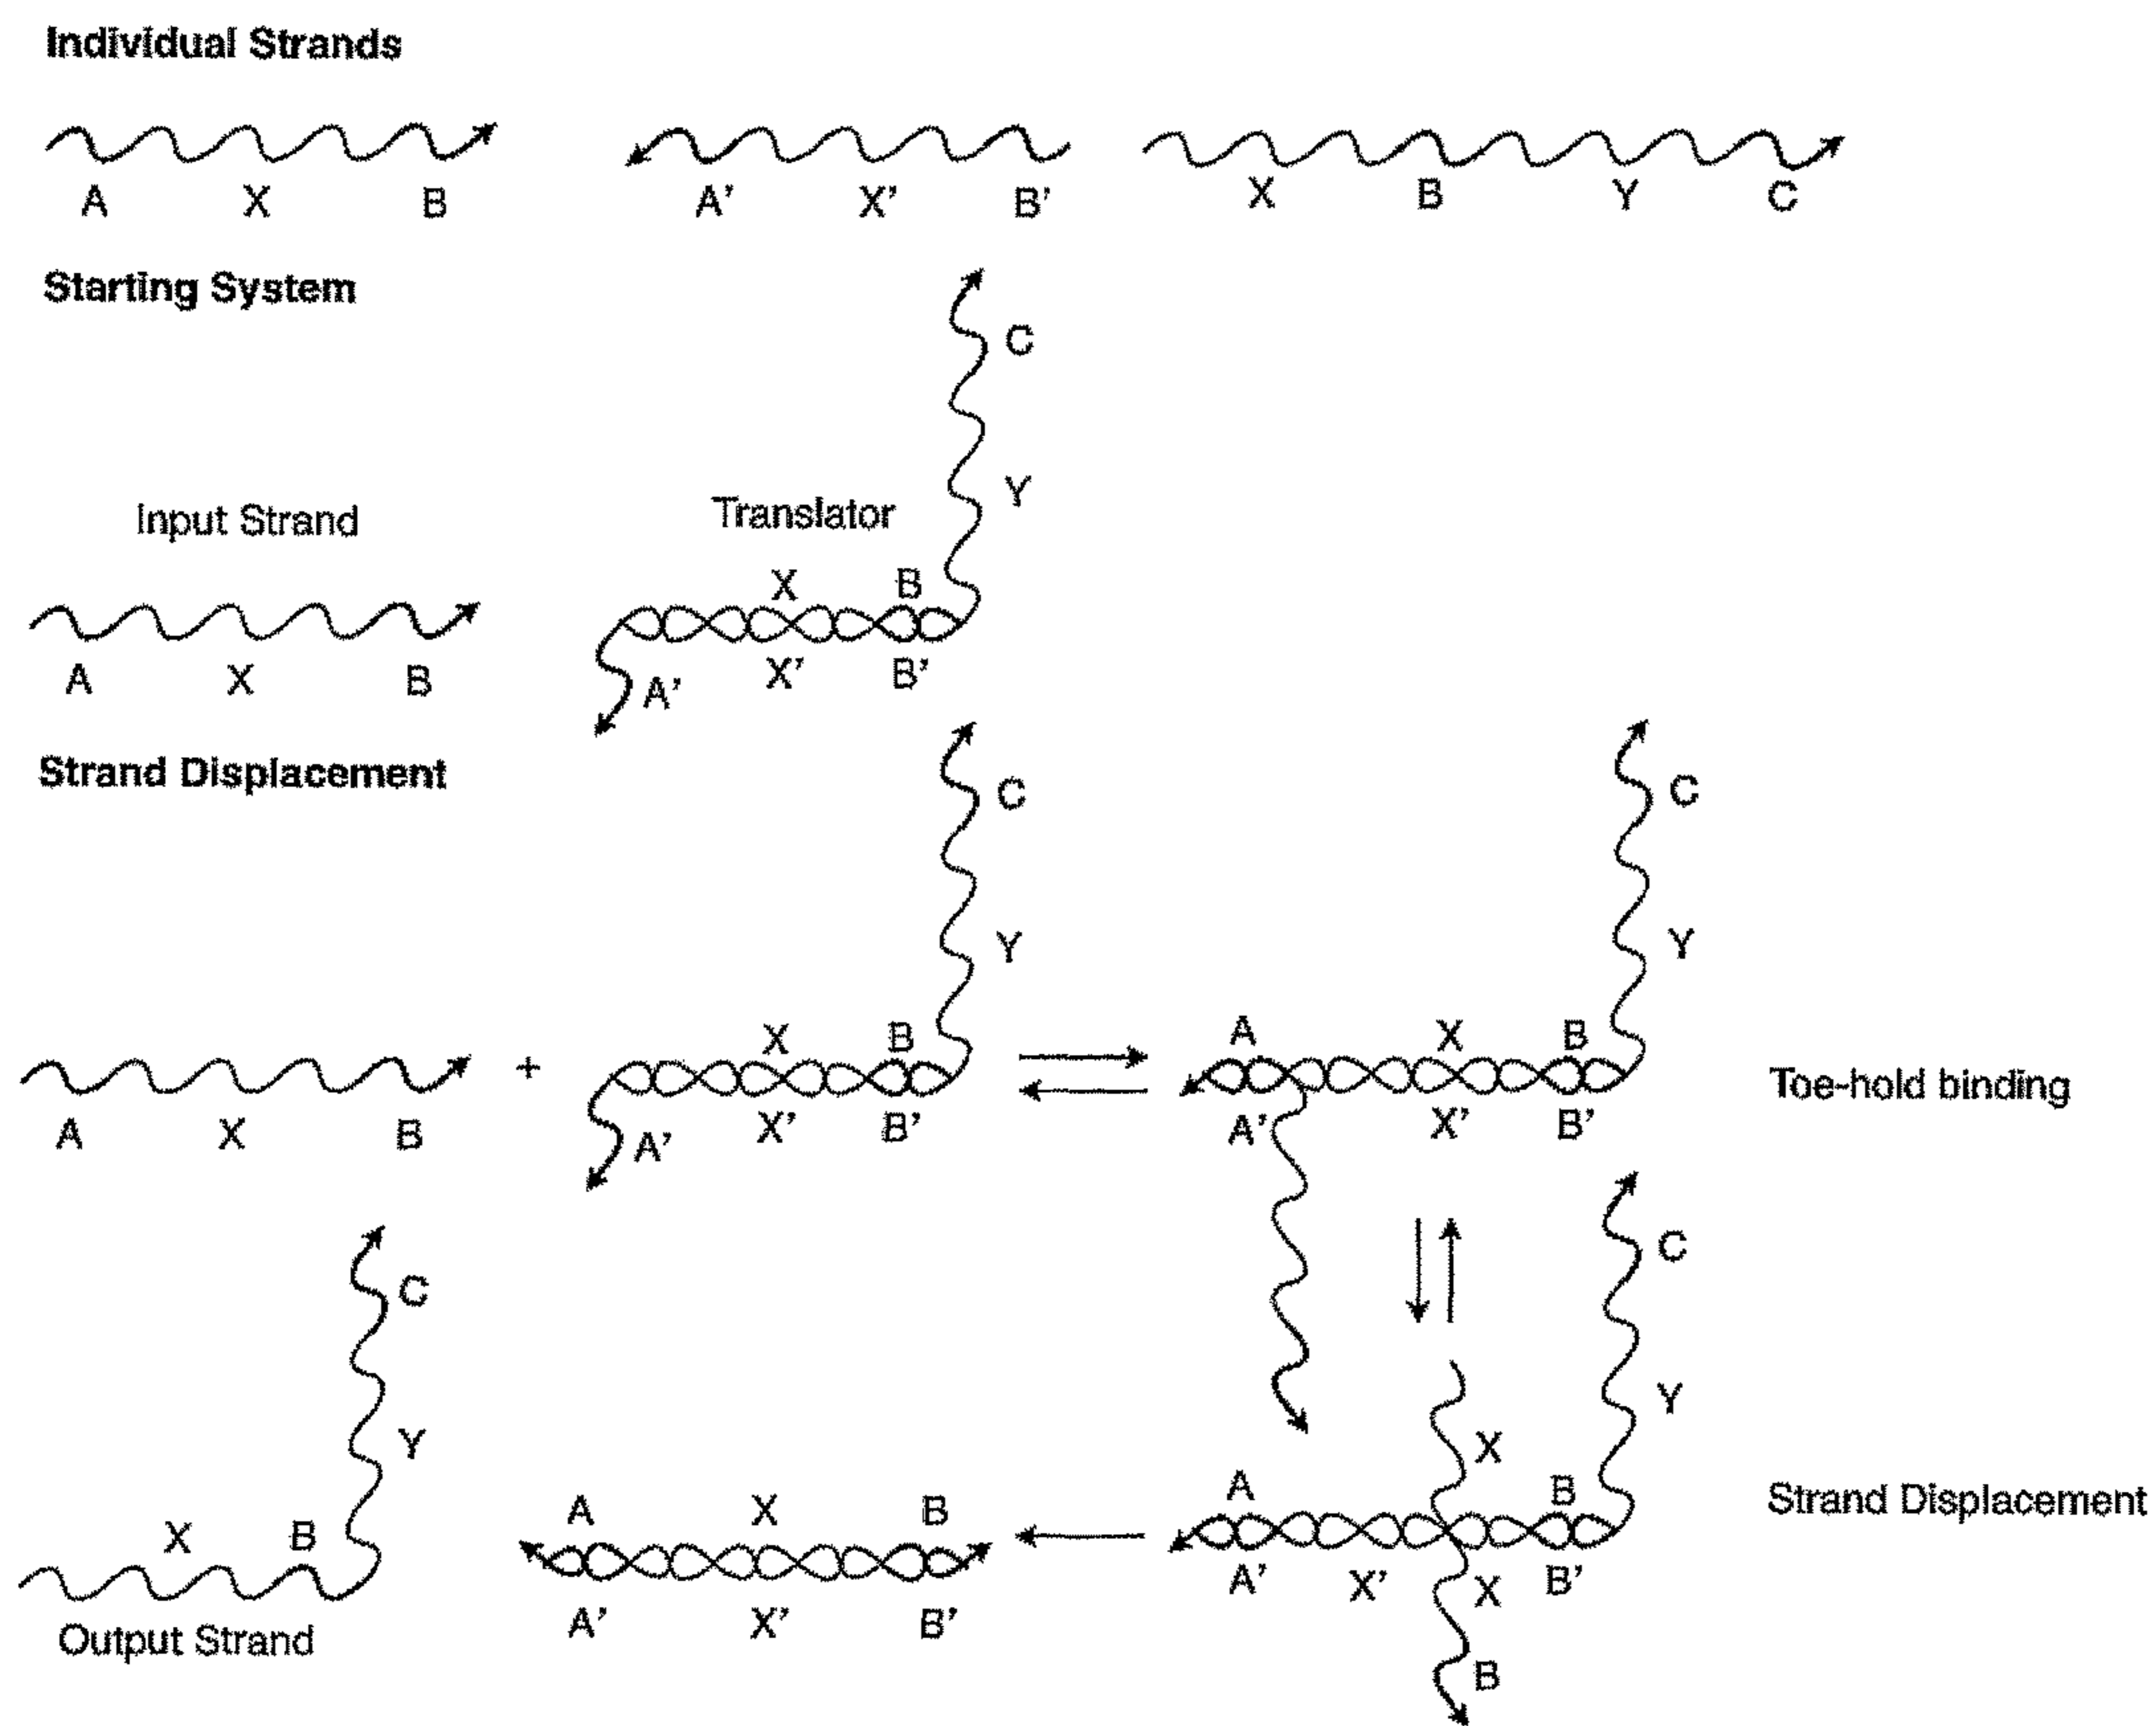 Individual Strands
A X B A' X' B' X B Y C
Starting System
C
Y
Input Strand Translator
X B
A X B X' B'
A'
Strand Displacement
C C
Y Y
A X B
X B
+
Toe-hold binding
A X B X' B' A' X' B'
A'
C C
Y Y
X
A X B A B
X B
Strand Displacement
A' X' X B'
Output Strand A' X' B'
B